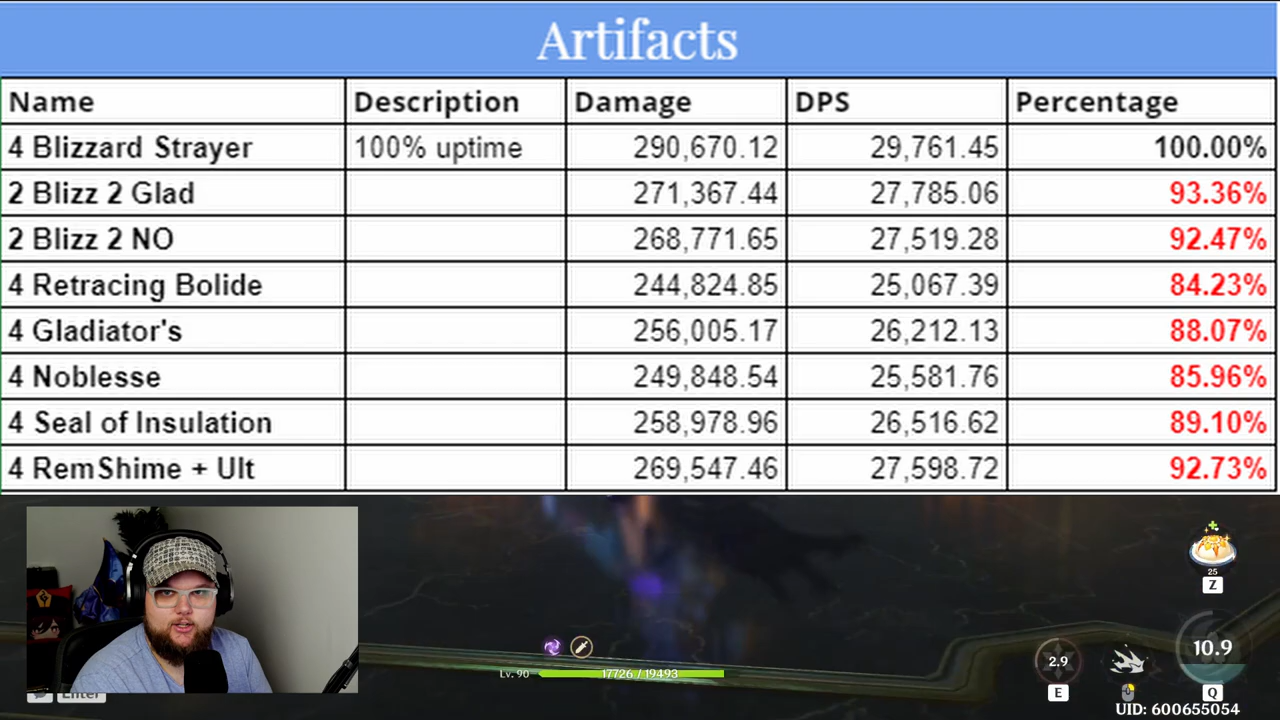 Artifacts
Name Description Damage DPS Percentage
4 Blizzard Strayer 100% uptime 290,670.12 29,761.45 100.00%
2 Blizz 2 Glad 271,367.44 27,785.06 93.36%
2 Blizz 2 NO 268,771.65 27,519.28 92.47%
4 Retracing Bolide 244,824.85 25,067.39 84.23%
4 Gladiator's 256,005.17 26,212.13 88.07%
4 Noblesse 249,848.54 25,581.76 85.96%
4 Seal of Insulation 258,978.96 26,516.62 89.10%
4 RemShime + Ult 269,547.46 27,598.72 92.73%
25
Z
10.9
2.9
Lv. 90 17726 / 19493
E Q
Enter
UID: 600655054